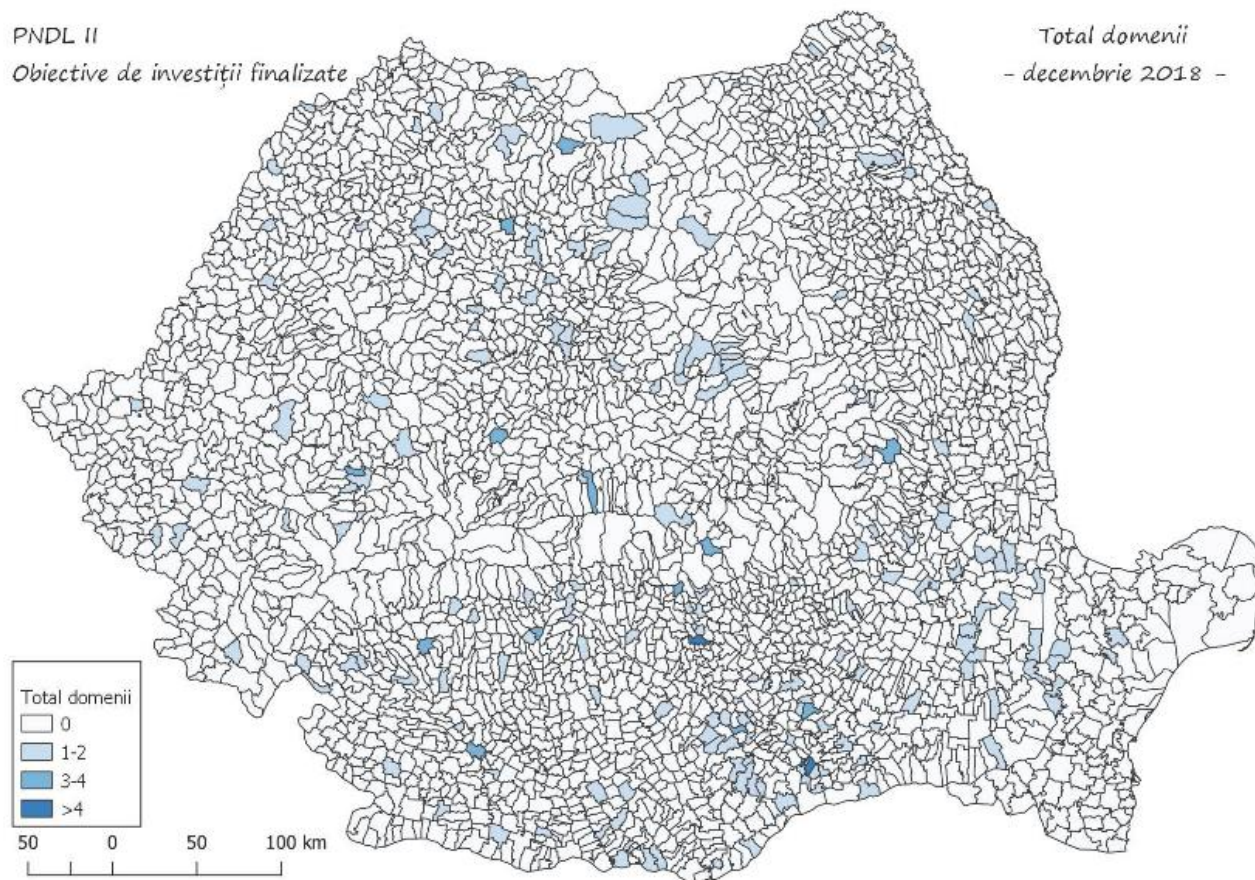 PNDL II
Obiective de investiții finalizate
Total domenii
- decembrie 2018 -
Total domenii
0
1-2
3-4
>4
50 0 50 100 km